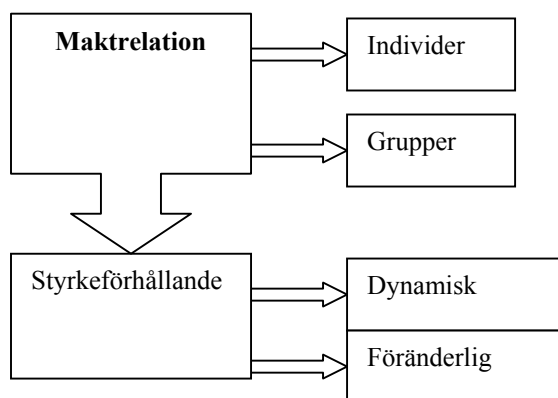 Maktrelation
Individer
Grupper
Styrkeförhållande
Dynamisk
Föränderlig